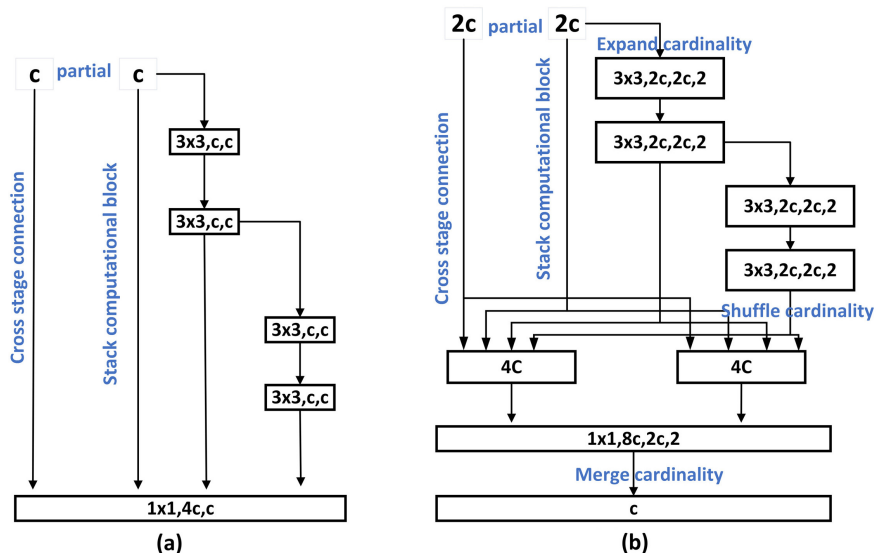 c partial c
3x3,c,c
3x3,c,c
Cross stage connection
Stack computational block
3x3,c,c
3x3,c,c
1x1,4c,c
(a)
2c partial 2c
Expand cardinality
3x3,2c,2c,2
3x3,2c,2c,2
Cross stage connection
Stack computational block
3x3,2c,2c,2
3x3,2c,2c,2
Shuffle cardinality
4C 4C
1x1,8c,2c,2
Merge cardinality
c
(b)